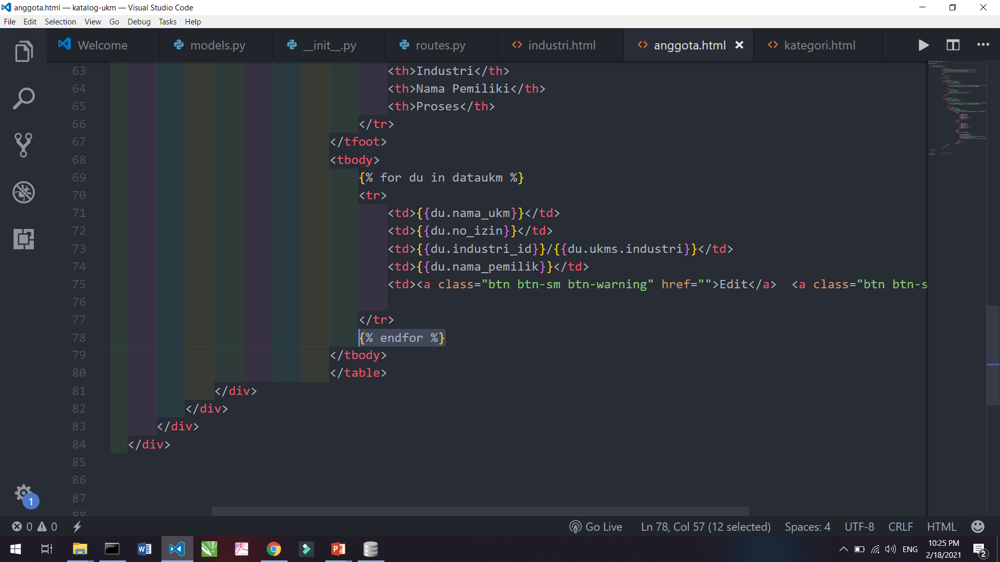 anggota.html — katalog-ukm — Visual Studio Code
File Edit Selection View Go Debug Tasks Help
Welcome models.py __init__.py routes.py industri.html anggota.html kategori.html
63 <th>Industri</th>
64 <th>Nama Pemiliki</th>
65 <th>Proses</th>
66 </tr>
67 </tfoot>
68 <tbody>
69 {% for du in dataukm %}
70 <tr>
71 <td>{{du.nama_ukm}}</td>
72 <td>{{du.no_izin}}</td>
73 <td>{{du.industri_id}}/{{du.ukms.industri}}</td>
74 <td>{{du.nama_pemilik}}</td>
75 <td><a class="btn btn-sm btn-warning" href="">Edit</a>  <a class="btn btn-s
76
77 </tr>
78 {% endfor %}
79 </tbody>
80 </table>
81 </div>
82 </div>
83 </div>
84 </div>
85
86
87
88
1
0 0 Go Live Ln 78, Col 57 (12 selected) Spaces: 4 UTF-8 CRLF HTML
ENG
10:25 PM
2/18/2021
2